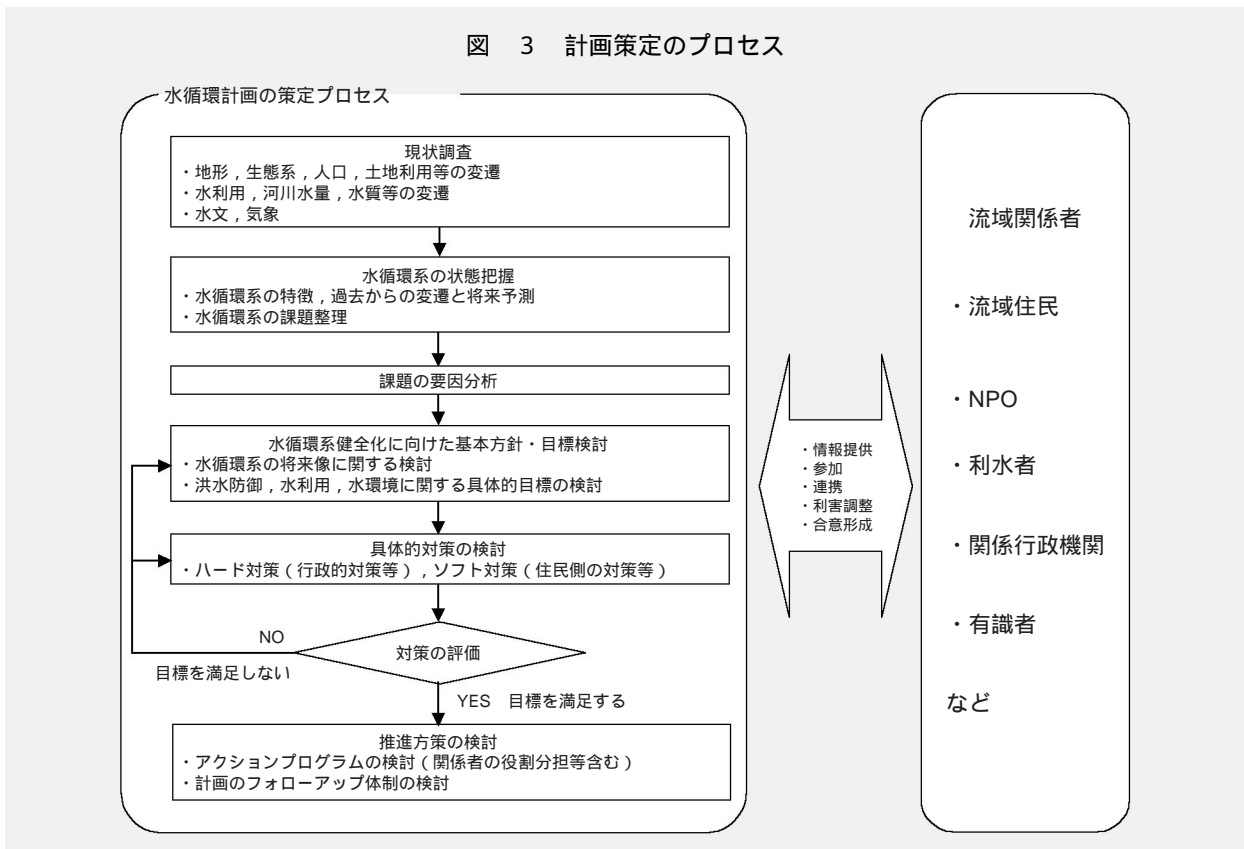 図 3 計画策定のプロセス
水循環計画の策定プロセス
現状調査
・地形，生態系，人口，土地利用等の変遷
・水利用，河川水量，水質等の変遷
・水文，気象
水循環系の状態把握
・水循環系の特徴，過去からの変遷と将来予測
・水循環系の課題整理
課題の要因分析
水循環系健全化に向けた基本方針・目標検討
・水循環系の将来像に関する検討
・洪水防御，水利用，水環境に関する具体的目標の検討
具体的対策の検討
・ハード対策（行政的対策等），ソフト対策（住民側の対策等）
対策の評価
NO
目標を満足しない
YES 目標を満足する
推進方策の検討
・アクションプログラムの検討（関係者の役割分担等含む）
・計画のフォローアップ体制の検討
・情報提供
・参加
・連携
・利害調整
・合意形成
流域関係者
・流域住民
・NPO
・利水者
・関係行政機関
・有識者
など